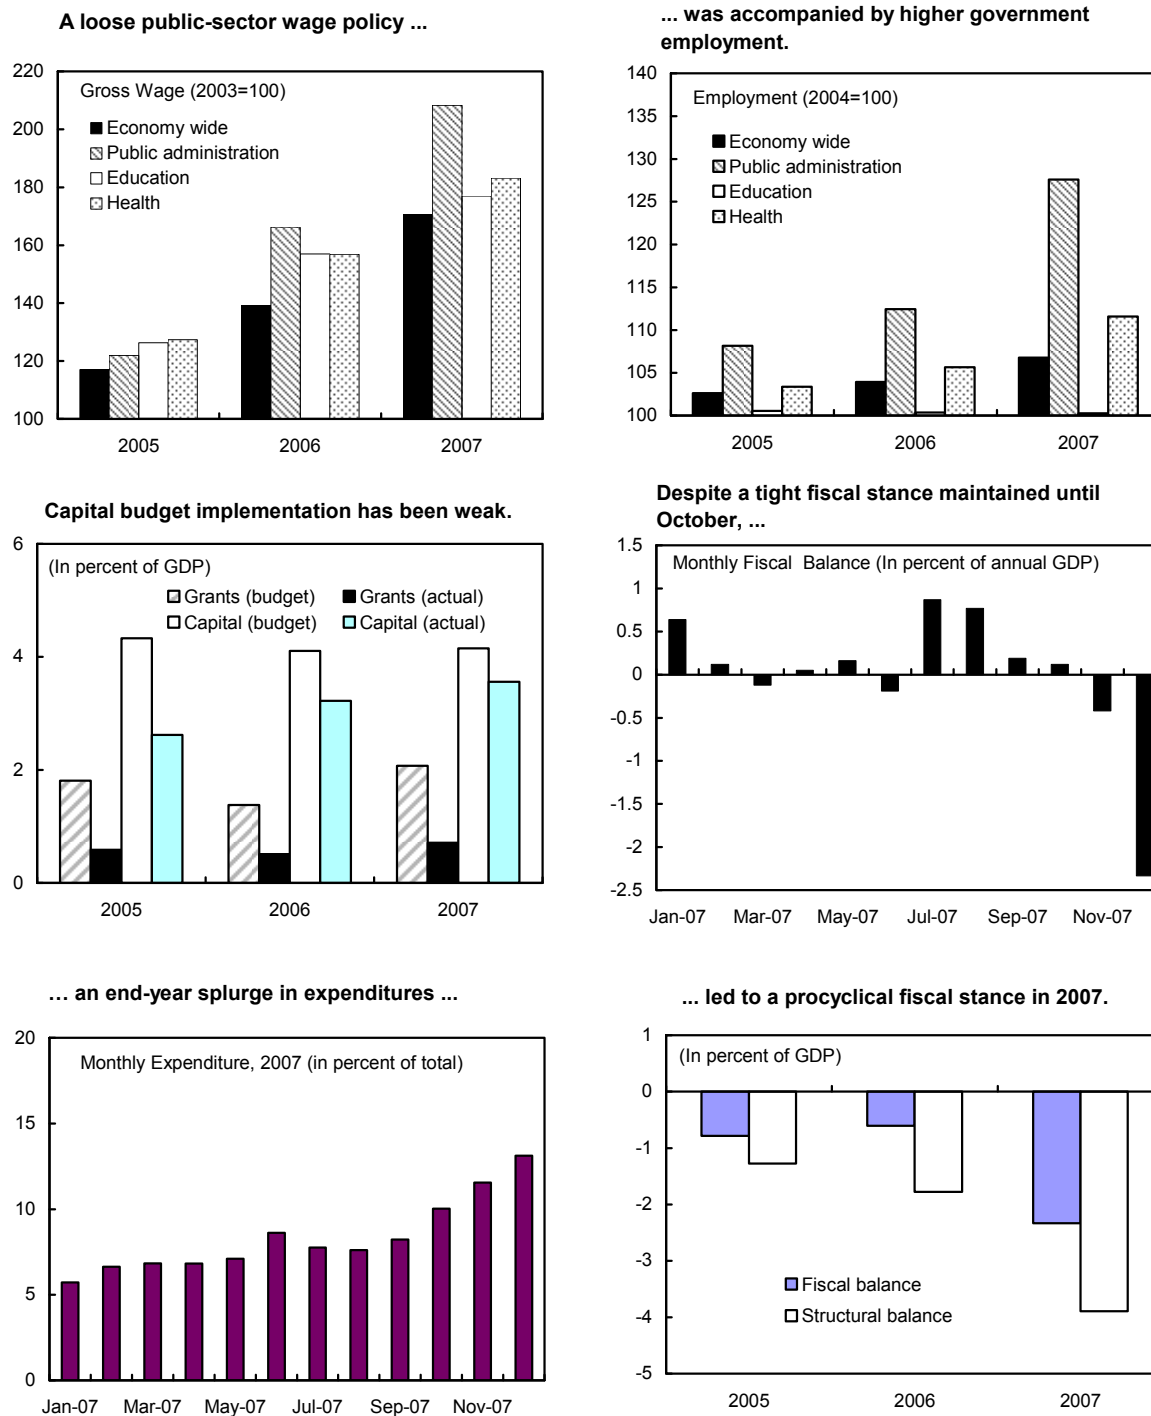 A loose public-sector wage policy ...
220
200
180
160
140
120
100
Gross Wage (2003=100)
Economy wide
Public administration
Education
Health
2005 2006 2007
... was accompanied by higher government
employment.
140
135
130
125
120
115
110
105
100
Employment (2004=100)
Economy wide
Public administration
Education
Health
2005 2006 2007
Capital budget implementation has been weak.
6
4
2
0
(In percent of GDP)
Grants (budget) Grants (actual)
Capital (budget) Capital (actual)
2005 2006 2007
Despite a tight fiscal stance maintained until
October, ...
1.5
1
0.5
0
-0.5
-1
-1.5
-2
-2.5
Monthly Fiscal Balance (In percent of annual GDP)
Jan-07 Mar-07 May-07 Jul-07 Sep-07 Nov-07
... an end-year splurge in expenditures ...
20
15
10
5
0
Monthly Expenditure, 2007 (in percent of total)
Jan-07 Mar-07 May-07 Jul-07 Sep-07 Nov-07
... led to a procyclical fiscal stance in 2007.
1
0
-1
-2
-3
-4
-5
(In percent of GDP)
Fiscal balance
Structural balance
2005 2006 2007